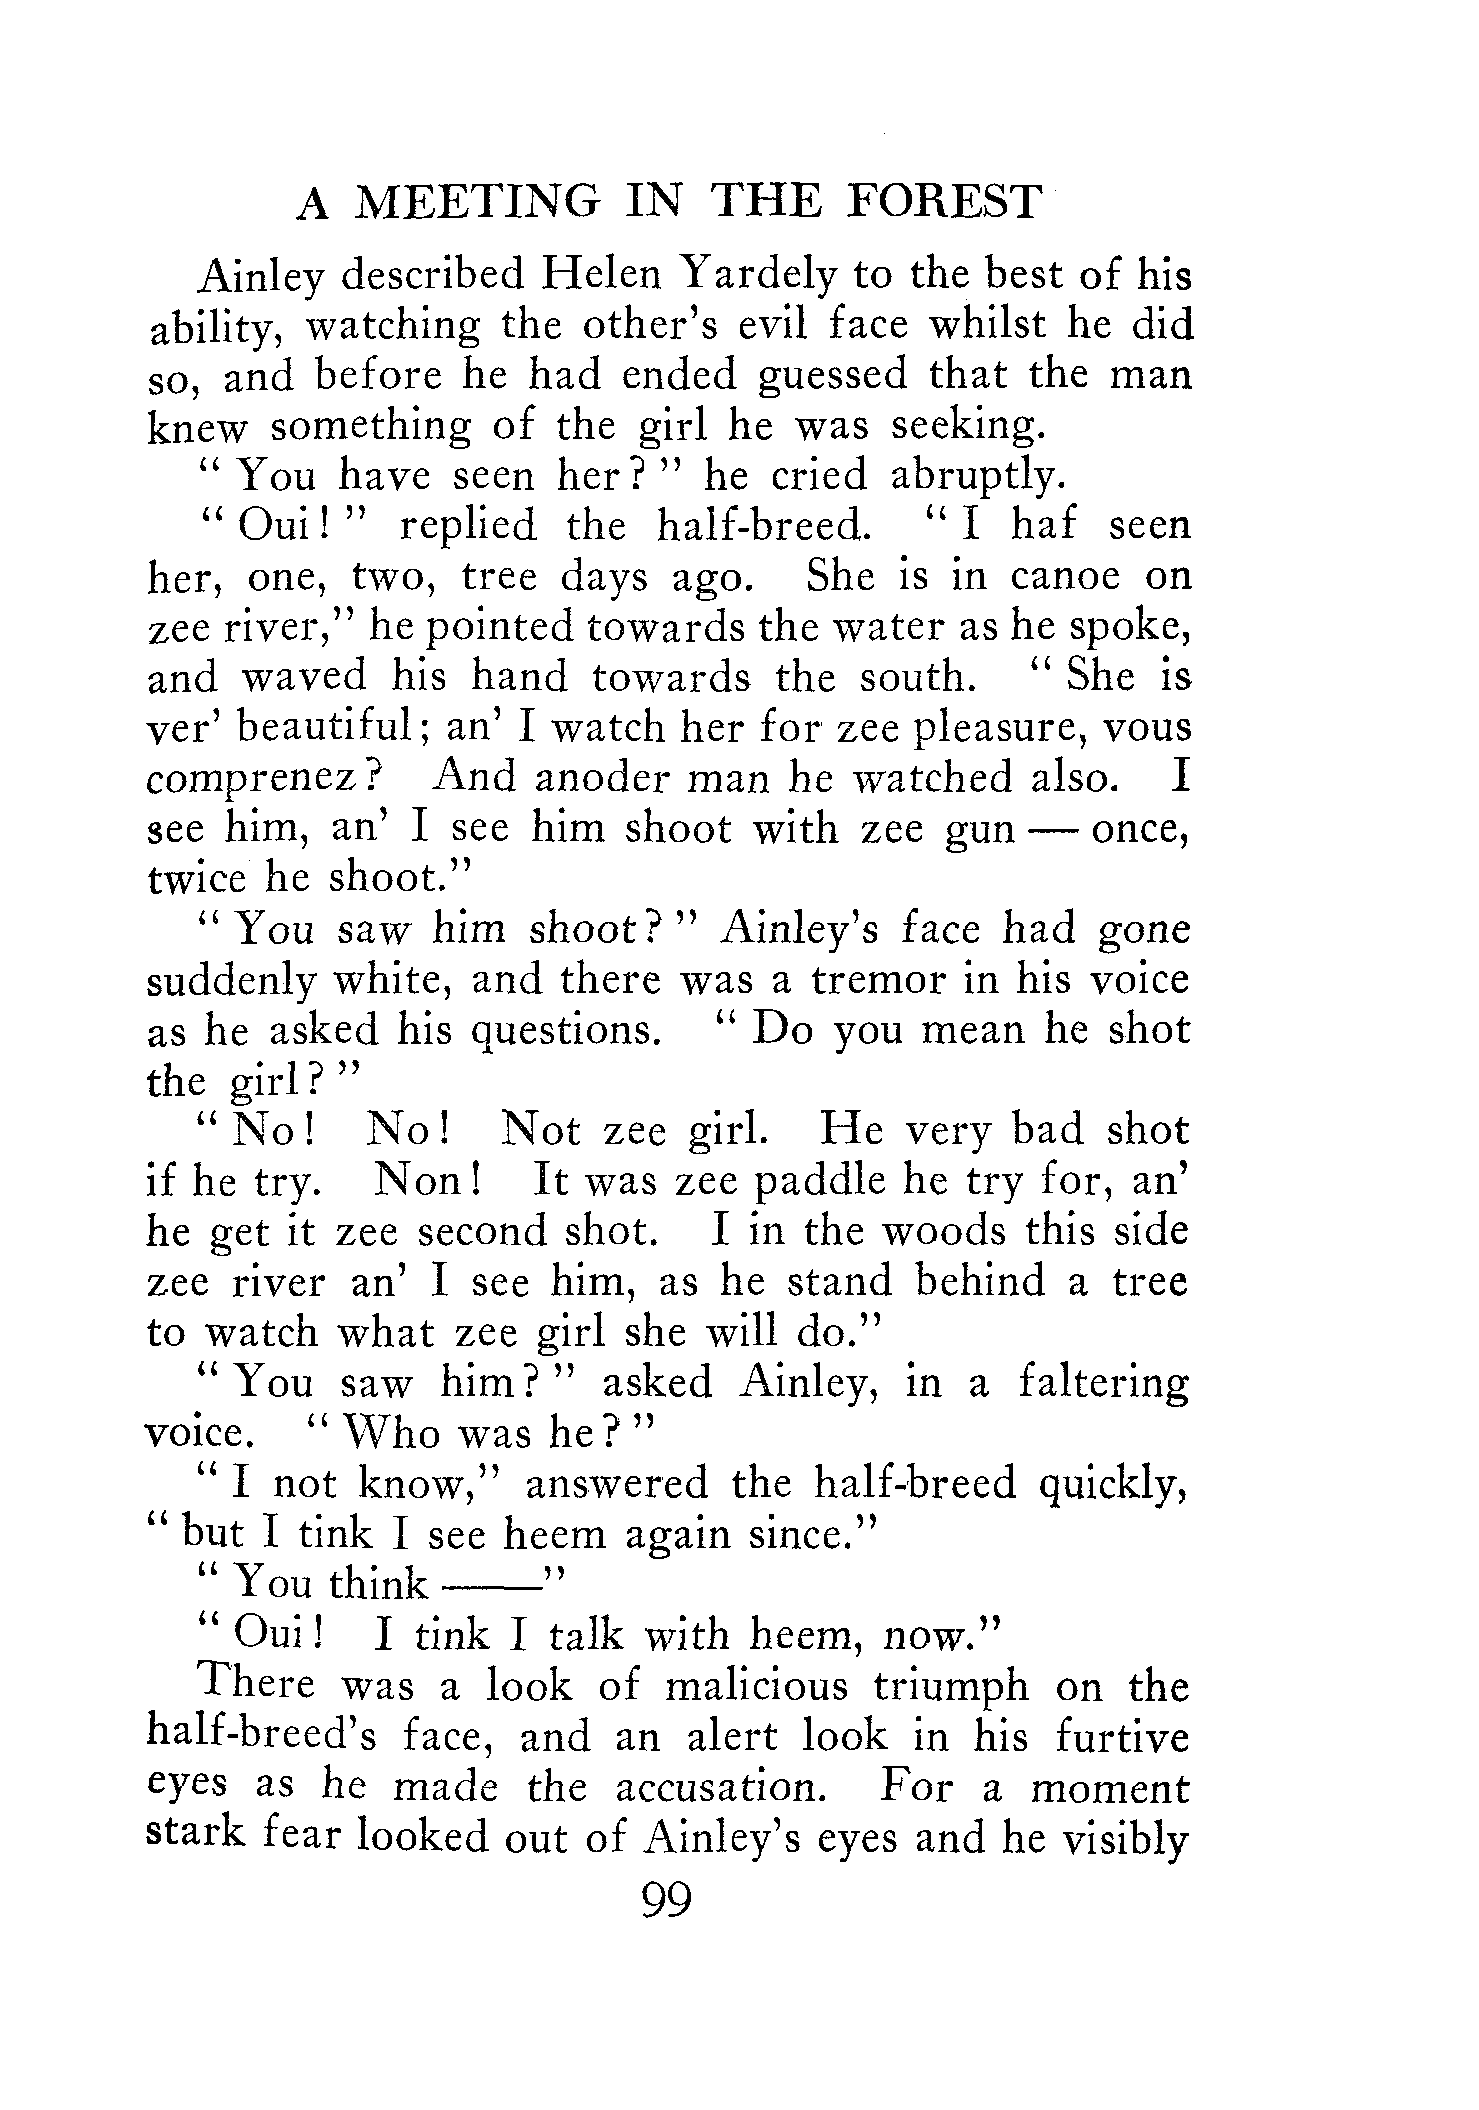 A MEETING IN THE FOREST
Ainley described Helen Yardely to the best of his
ability, watching the other's evil face whilst he did
so, and before he had ended guessed that the man
knew something of the girl he was seeking.
" You have seen her? " he cried abruptly.
" Oui! " replied the half-breed. " I haf seen
her, one, two, tree days ago. She is in canoe on
zee river," he pointed towards the water as he spoke,
and waved his hand towards the south. " She is
ver' beautiful; an' I watch her for zee pleasure, vous
comprenez? And anoder man he watched also. I
see him, an' I see him shoot with zee gun — once,
twice he shoot."
" You saw him shoot? " Ainley's face had gone
suddenly white, and there was a tremor in his voice
as he asked his questions. " Do you mean he shot
the girl? "
" No! No! Not zee girl. He very bad shot
if he try. Non! It was zee paddle he try for, an'
he get it zee second shot. I in the woods this side
zee river an' I see him, as he stand behind a tree
to watch what zee girl she will do."
" You saw him? " asked Ainley, in a faltering
voice. " Who was he? "
" I not know," answered the half-breed quickly,
" but I tink I see heem again since."
" You think ——"
" Oui! I tink I talk with heem, now."
There was a look of malicious triumph on the
half-breed's face, and an alert look in his furtive
eyes as he made the accusation. For a moment
stark fear looked out of Ainley's eyes and he visibly
99